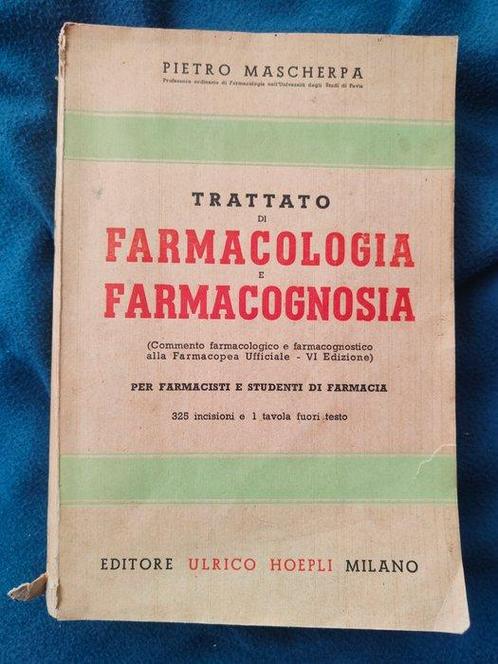 PIETRO MASCHERPA
Professore ordinario di Farmacologia nell'Università degli Studi di Pavia
TRATTATO
DI
FARMACOLOGIA
E
FARMACOGNOSIA
(Commento farmacologico e farmacognostico
alla Farmacopea Ufficiale - VI Edizione)
PER FARMACISTI E STUDENTI DI FARMACIA
325 incisioni e 1 tavola fuori testo
EDITORE ULRICO HOEPLI MILANO